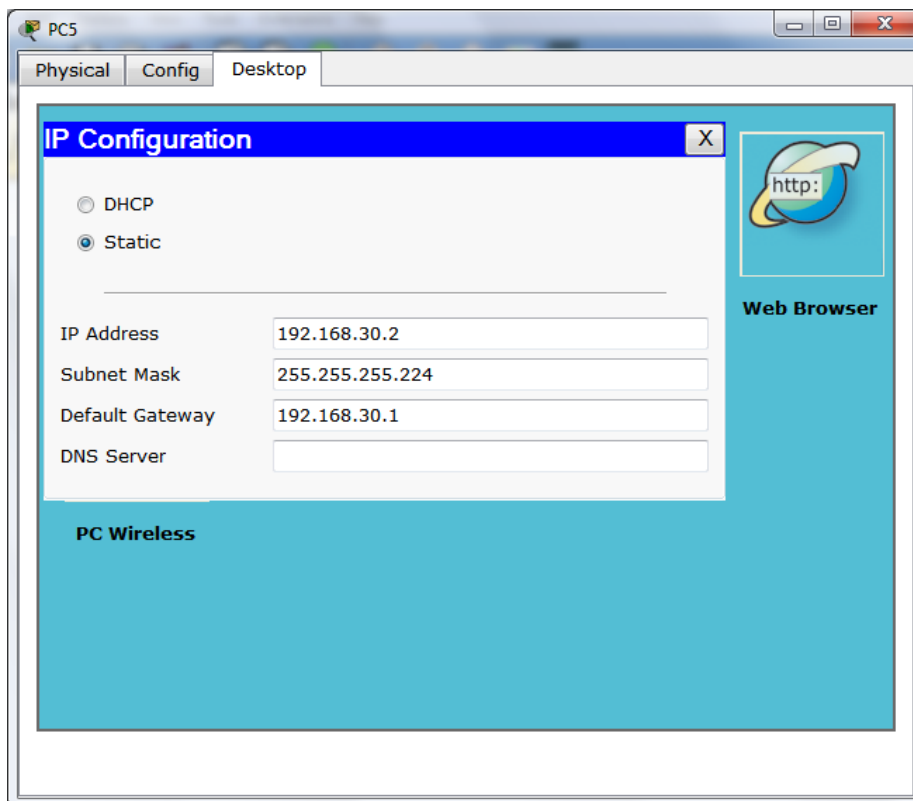 PC5
Physical Config Desktop
IP Configuration X
DHCP
Static
IP Address 192.168.30.2
Subnet Mask 255.255.255.224
Default Gateway 192.168.30.1
DNS Server
http:
Web Browser
PC Wireless